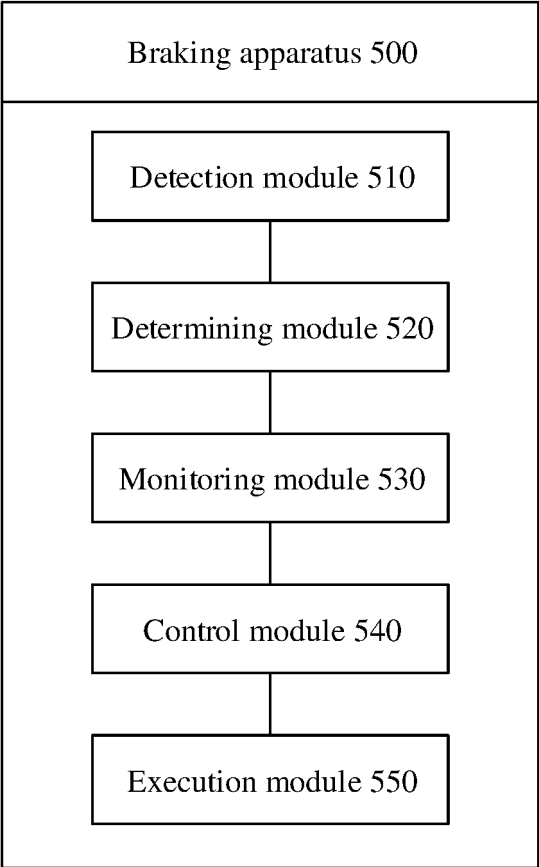 Braking apparatus 500
Detection module 510
Determining module 520
Monitoring module 530
Control module 540
Execution module 550